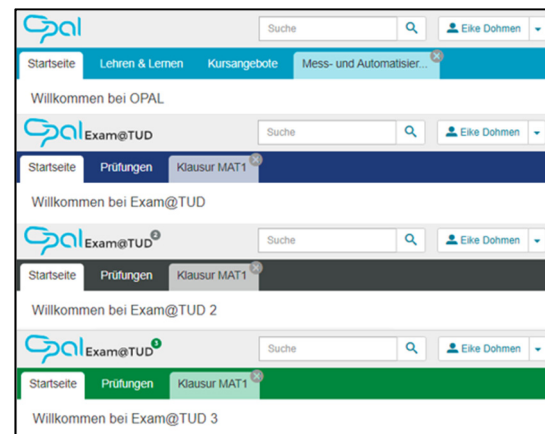 Opal Suche Eike Dohmen
Startseite Lehren & Lernen Kursangebote Mess- und Automatisier...
Willkommen bei OPAL
Opal Exam@TUD Suche Eike Dohmen
Startseite Prüfungen Klausur MAT1
Willkommen bei Exam@TUD
Opal Exam@TUD 2 Suche Eike Dohmen
Startseite Prüfungen Klausur MAT1
Willkommen bei Exam@TUD 2
Opal Exam@TUD 3 Suche Eike Dohmen
Startseite Prüfungen Klausur MAT1
Willkommen bei Exam@TUD 3